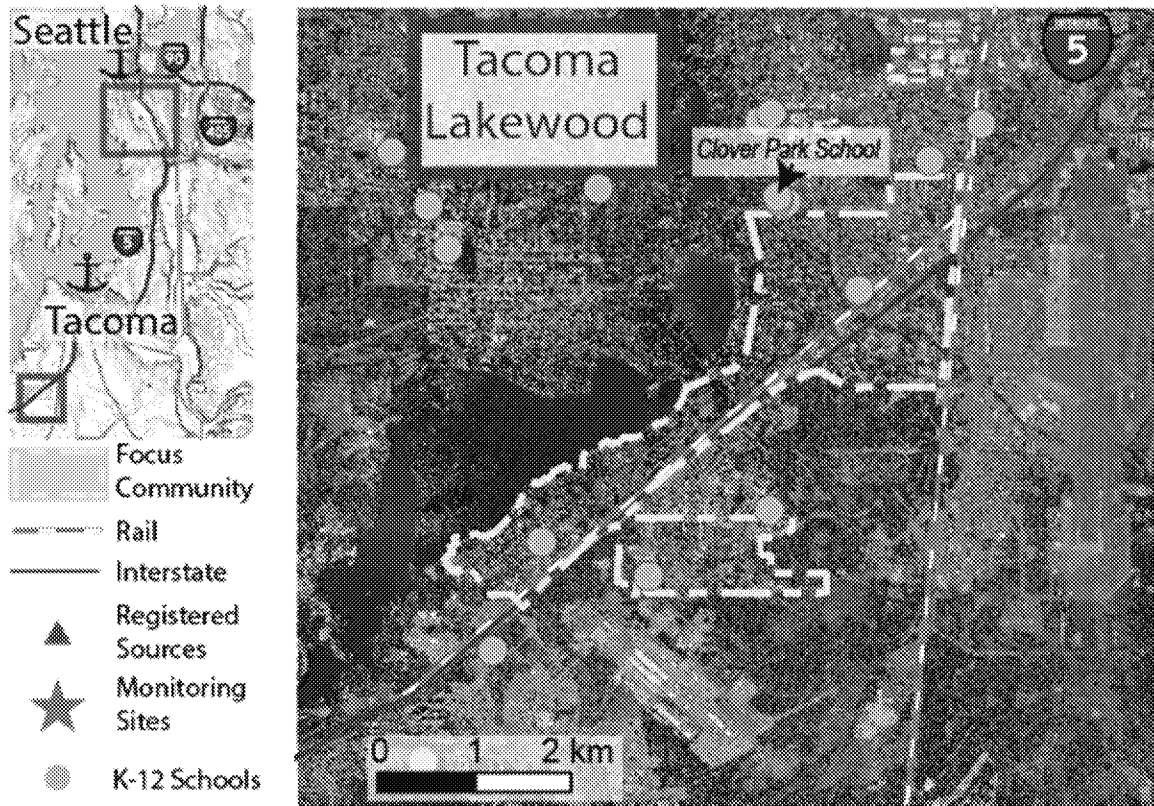 Seattle
5
Tacoma
Focus
Community
Rail
Interstate
Registered
Sources
Monitoring
Sites
K-12 Schools
Tacoma
Lakewood
Clover Park School
5
0 1 2 km